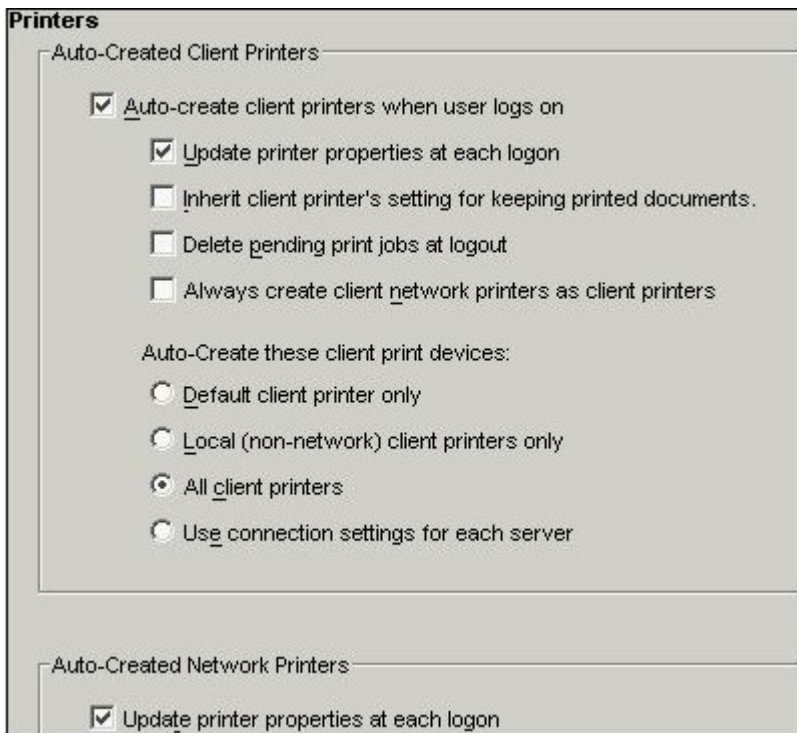 Printers
Auto-Created Client Printers
Auto-create client printers when user logs on
Update printer properties at each logon
Inherit client printer's setting for keeping printed documents.
Delete pending print jobs at logout
Always create client network printers as client printers
Auto-Create these client print devices:
Default client printer only
Local (non-network) client printers only
All client printers
Use connection settings for each server
Auto-Created Network Printers
Update printer properties at each logon